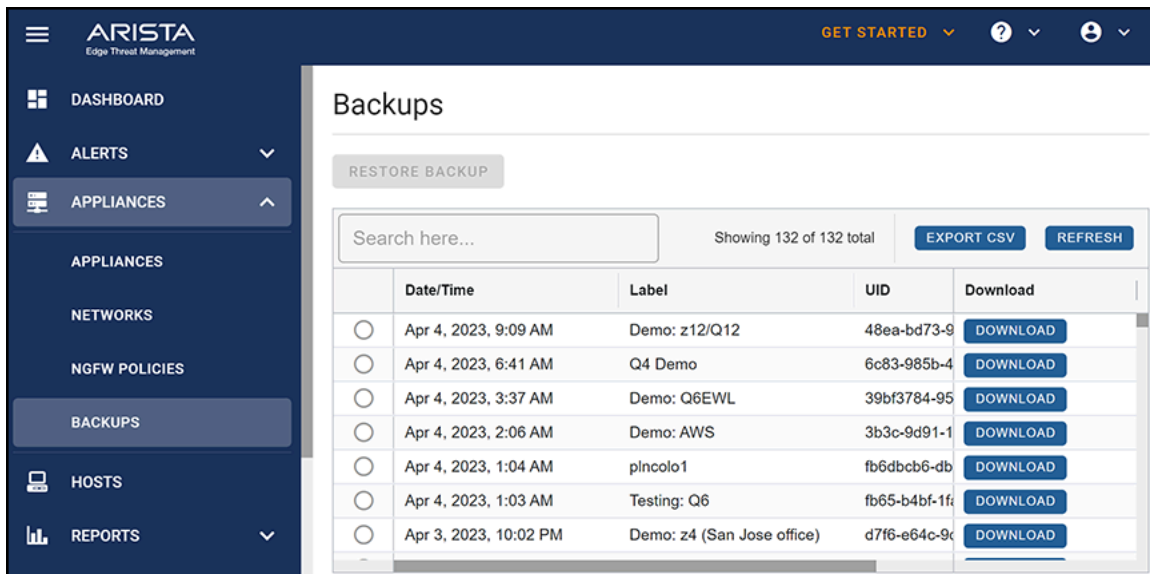 ARISTA
Edge Threat Management
GET STARTED
?
DASHBOARD
ALERTS
APPLIANCES
APPLIANCES
NETWORKS
NGFW POLICIES
BACKUPS
HOSTS
REPORTS
Backups
RESTORE BACKUP
Search here... Showing 132 of 132 total EXPORT CSV REFRESH
Date/Time Label UID Download
Apr 4, 2023, 9:09 AM Demo: z12/Q12 48ea-bd73-9 DOWNLOAD
Apr 4, 2023, 6:41 AM Q4 Demo 6c83-985b-4 DOWNLOAD
Apr 4, 2023, 3:37 AM Demo: Q6EWL 39bf3784-95 DOWNLOAD
Apr 4, 2023, 2:06 AM Demo: AWS 3b3c-9d91-1 DOWNLOAD
Apr 4, 2023, 1:04 AM plncolo1 fb6dbcb6-db DOWNLOAD
Apr 4, 2023, 1:03 AM Testing: Q6 fb65-b4bf-1fa DOWNLOAD
Apr 3, 2023, 10:02 PM Demo: z4 (San Jose office) d7f6-e64c-9c DOWNLOAD